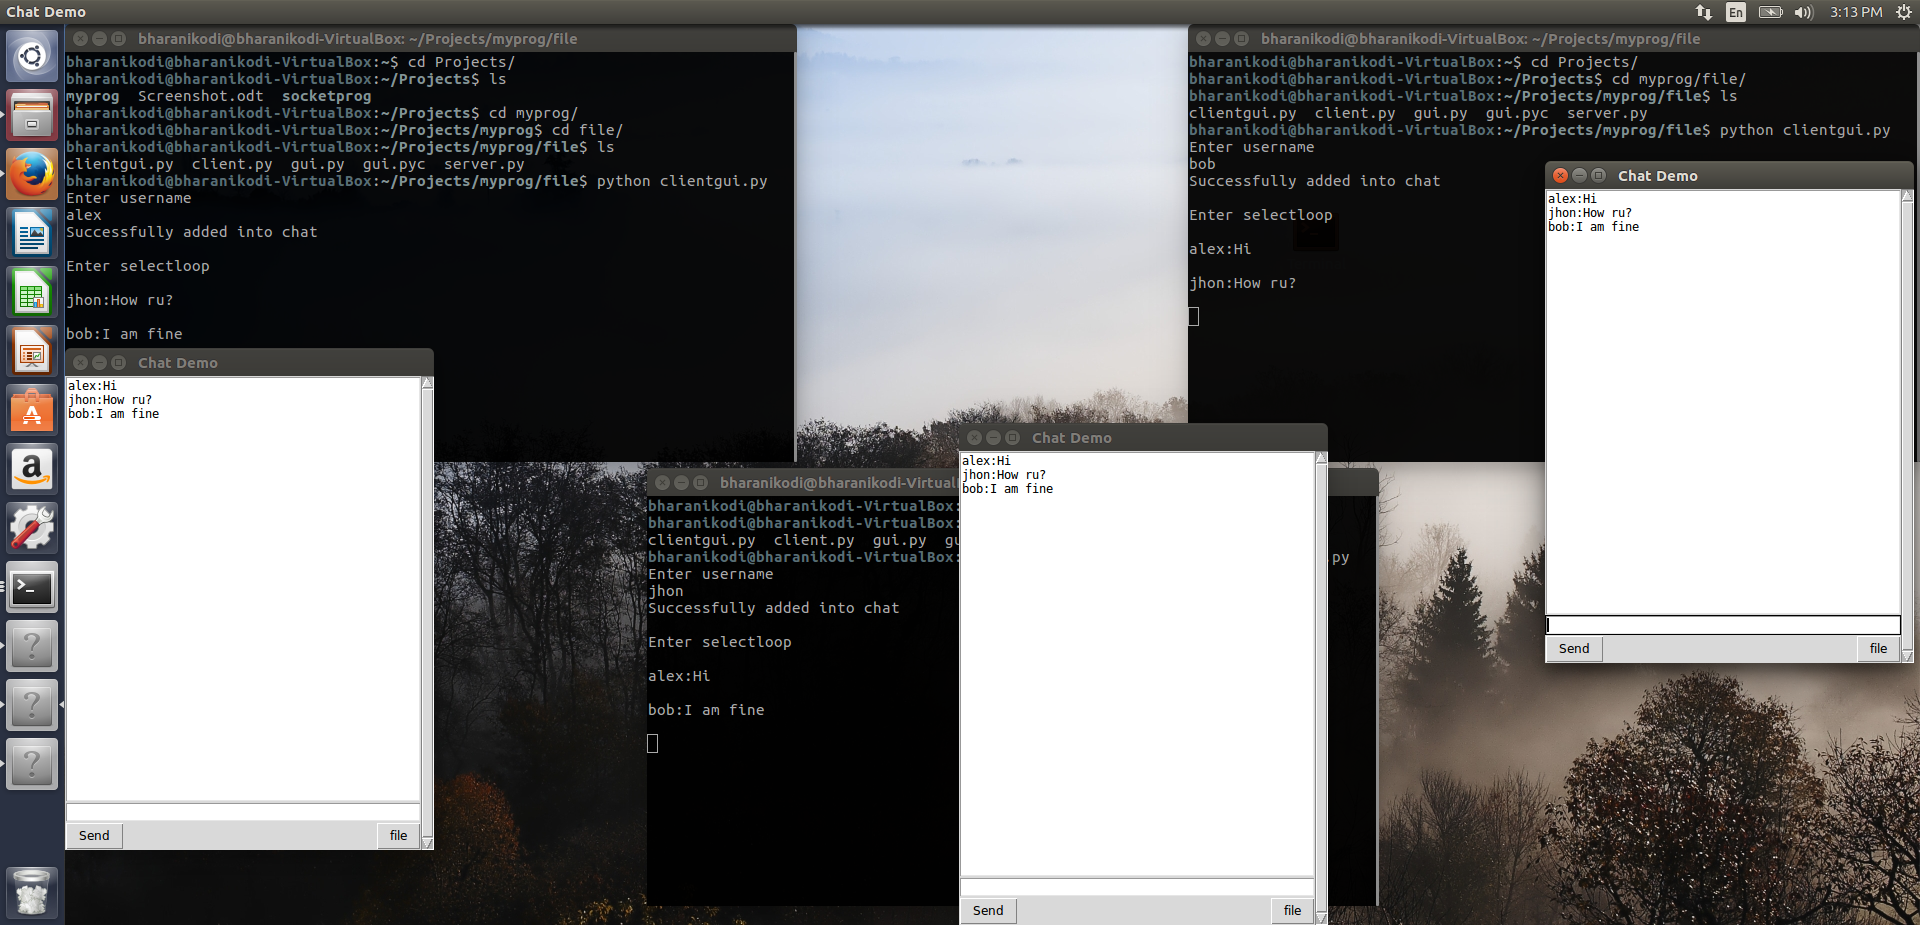 Chat Demo
En
3:13 PM
bharanikodi@bharanikodi-VirtualBox: ~/Projects/myprog/file
bharanikodi@bharanikodi-VirtualBox:~$ cd Projects/
bharanikodi@bharanikodi-VirtualBox:~/Projects$ ls
myprog  Screenshot.odt  socketprog
bharanikodi@bharanikodi-VirtualBox:~/Projects$ cd myprog/
bharanikodi@bharanikodi-VirtualBox:~/Projects/myprog$ cd file/
bharanikodi@bharanikodi-VirtualBox:~/Projects/myprog/file$ ls
clientgui.py  client.py  gui.py  gui.pyc  server.py
bharanikodi@bharanikodi-VirtualBox:~/Projects/myprog/file$ python clientgui.py
Enter username
alex
Successfully added into chat
Enter selectloop
jhon:How ru?
bob:I am fine
Chat Demo
alex:Hi
jhon:How ru?
bob:I am fine
Send
file
bharanikodi@bharanikodi-VirtualBox: ~/Projects/myprog/file
bharanikodi@bharanikodi-VirtualBox:~$ cd Projects/
bharanikodi@bharanikodi-VirtualBox:~/Projects$ cd myprog/file/
bharanikodi@bharanikodi-VirtualBox:~/Projects/myprog/file$ ls
clientgui.py  client.py  gui.py  gui.pyc  server.py
bharanikodi@bharanikodi-VirtualBox:~/Projects/myprog/file$ python clientgui.py
Enter username
bob
Successfully added into chat
Enter selectloop
alex:Hi
jhon:How ru?
Chat Demo
alex:Hi
jhon:How ru?
bob:I am fine
Send
file
bharanikodi@bharanikodi-Virtual
bharanikodi@bharanikodi-VirtualBox:
bharanikodi@bharanikodi-VirtualBox:
clientgui.py  client.py  gui.py  gu
bharanikodi@bharanikodi-VirtualBox: .py
Enter username
jhon
Successfully added into chat
Enter selectloop
alex:Hi
bob:I am fine
Chat Demo
alex:Hi
jhon:How ru?
bob:I am fine
Send
file